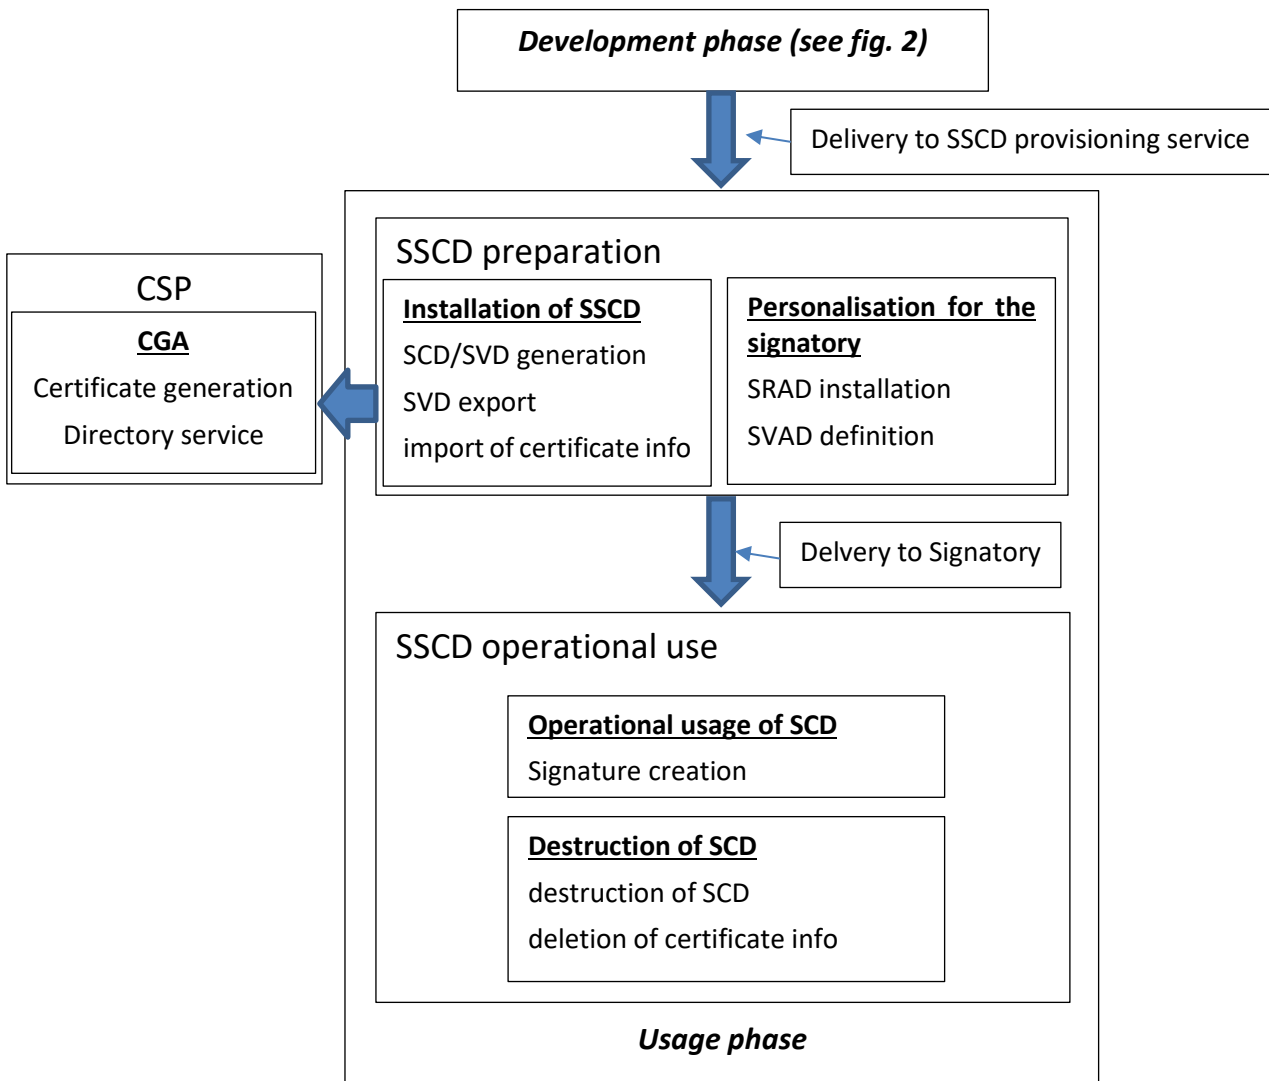 Development phase (see fig. 2)
Delivery to SSCD provisioning service
SSCD preparation
CSP
CGA
Certificate generation
Directory service
Installation of SSCD
SCD/SVD generation
SVD export
import of certificate info
Personalisation for the
signatory
SRAD installation
SVAD definition
Delvery to Signatory
SSCD operational use
Operational usage of SCD
Signature creation
Destruction of SCD
destruction of SCD
deletion of certificate info
Usage phase